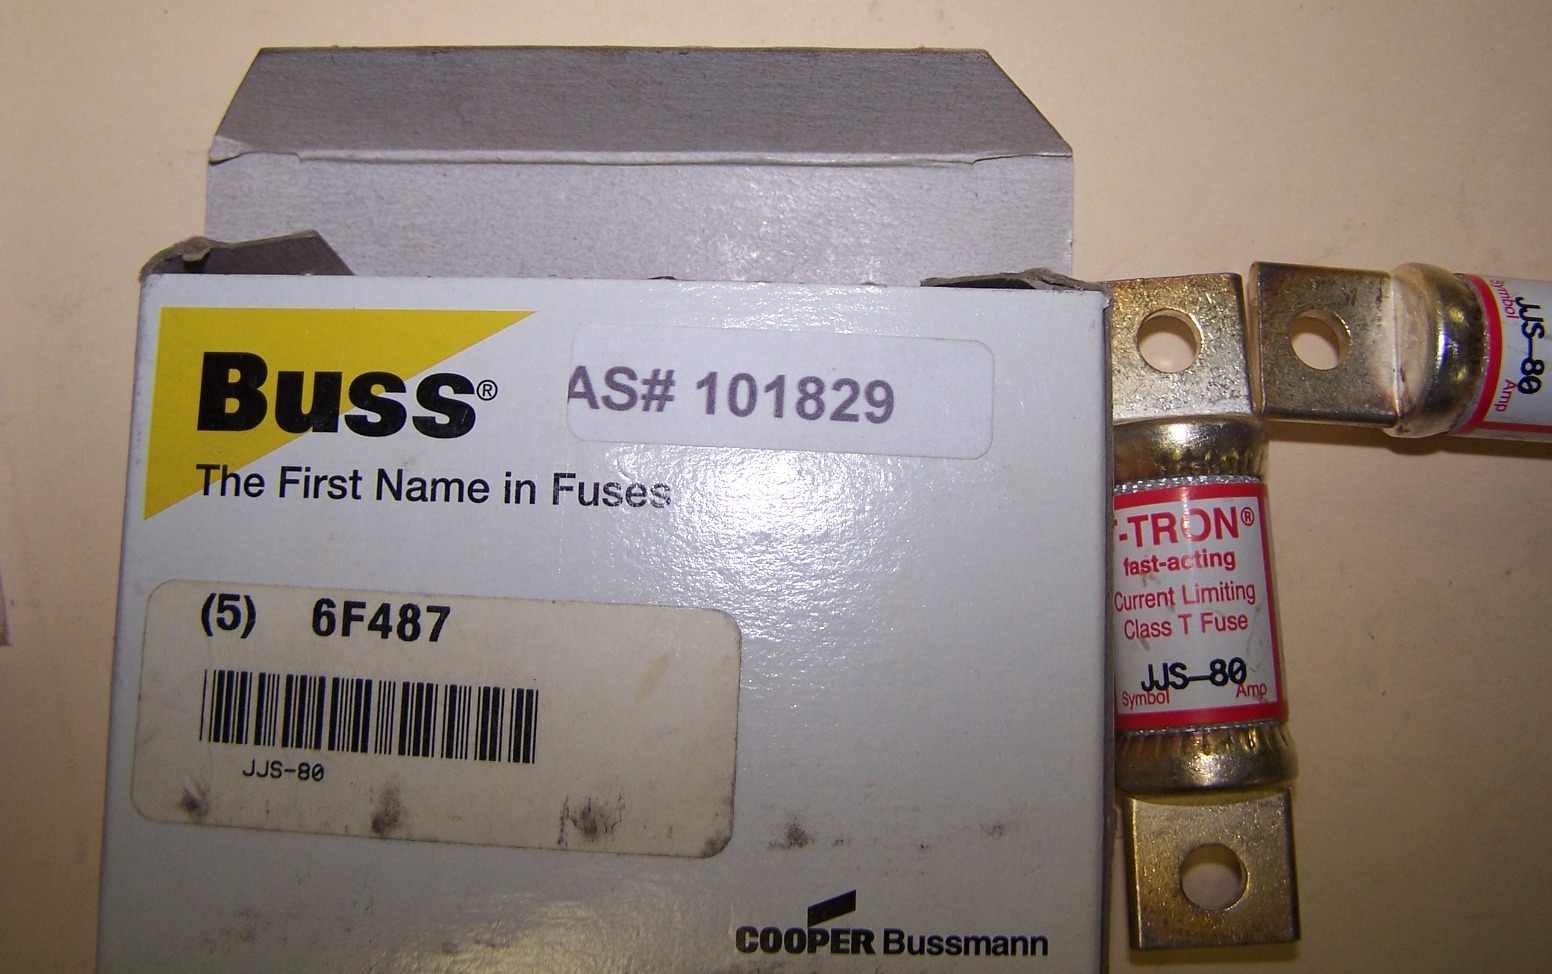 Buss®
The First Name in Fuses
AS# 101829
(5) 6F487
JJS-80
COOPER Bussmann
T-TRON®
fast-acting
Current Limiting
Class T Fuse
JJS-80
Symbol Amp
Symbol Amp
JJS-80